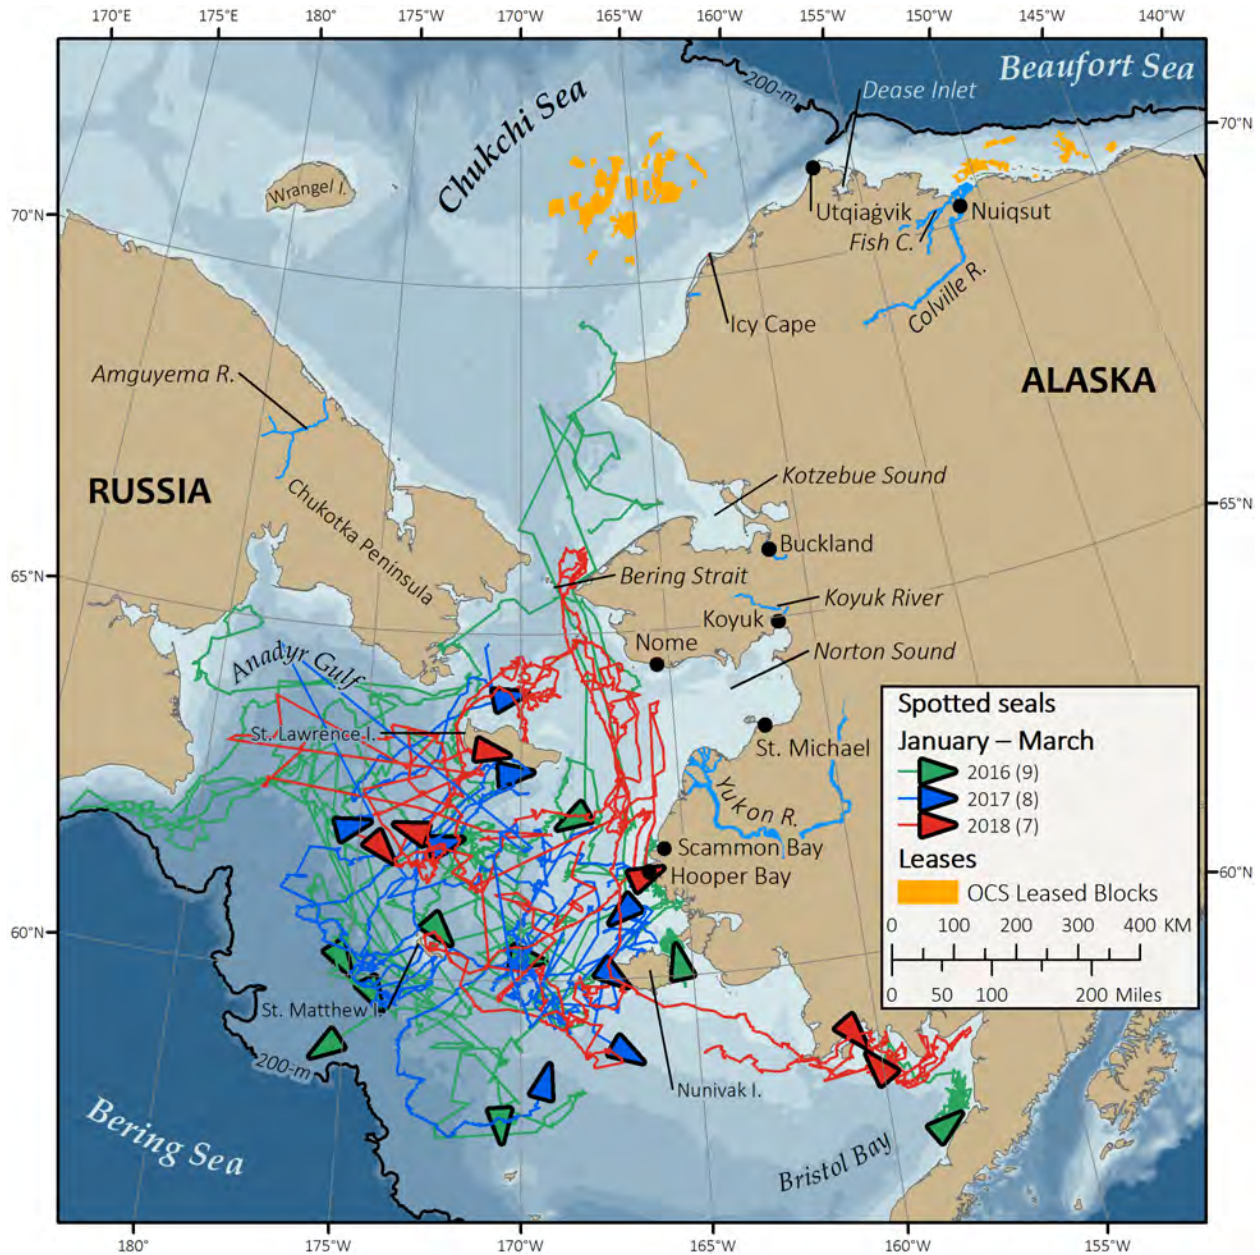 170°E 175°E 180° 175°W 170°W 165°W 160°W 155°W 150°W 145°W 140°W
Beaufort Sea
200-m
Dease Inlet
Chukchi Sea
70°N
Wrangel I.
70°N
Utqiaġvik
Nuiqsut
Fish C.
Colville R.
Icy Cape
Amguyema R.
ALASKA
RUSSIA
Kotzebue Sound
Chukotka Peninsula
65°N
Buckland
65°N
Bering Strait
Koyuk River
Koyuk
Nome
Norton Sound
Anadyr Gulf
St. Lawrence I.
St. Michael
Yukon R.
Scammon Bay
Hooper Bay
60°N
60°N
St. Matthew I.
200-m
Nunivak I.
Bering Sea
Bristol Bay
Spotted seals
January – March
2016 (9)
2017 (8)
2018 (7)
Leases
OCS Leased Blocks
0 100 200 300 400 KM
0 50 100 200 Miles
180° 175°W 170°W 165°W 160°W 155°W